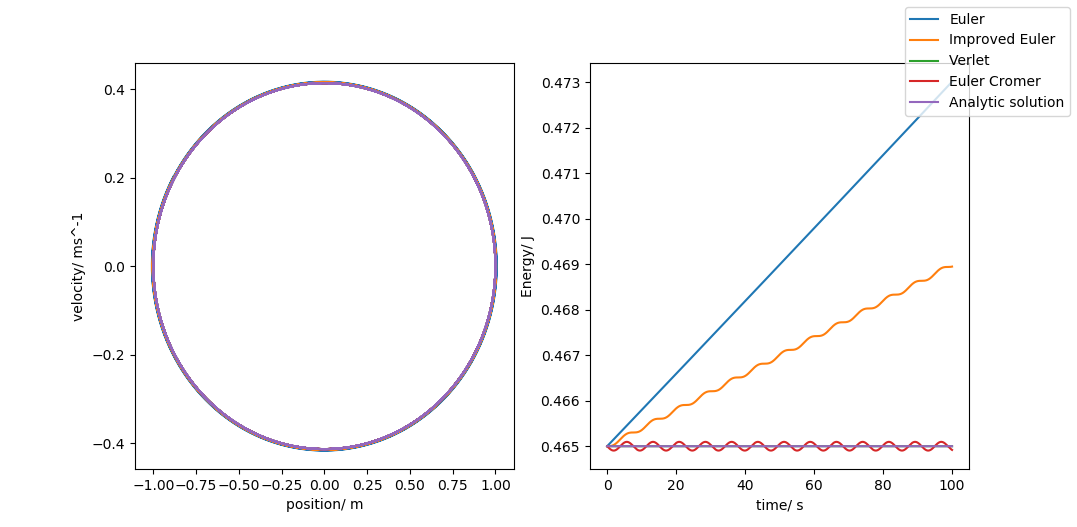 Euler
Improved Euler
Verlet
Euler Cromer
Analytic solution
0.4
0.2
0.0
−0.2
−0.4
velocity/ ms^-1
−1.00 −0.75 −0.50 −0.25 0.00 0.25 0.50 0.75 1.00
position/ m
0.473
0.472
0.471
0.470
0.469
0.468
0.467
0.466
0.465
Energy/ J
0 20 40 60 80 100
time/ s